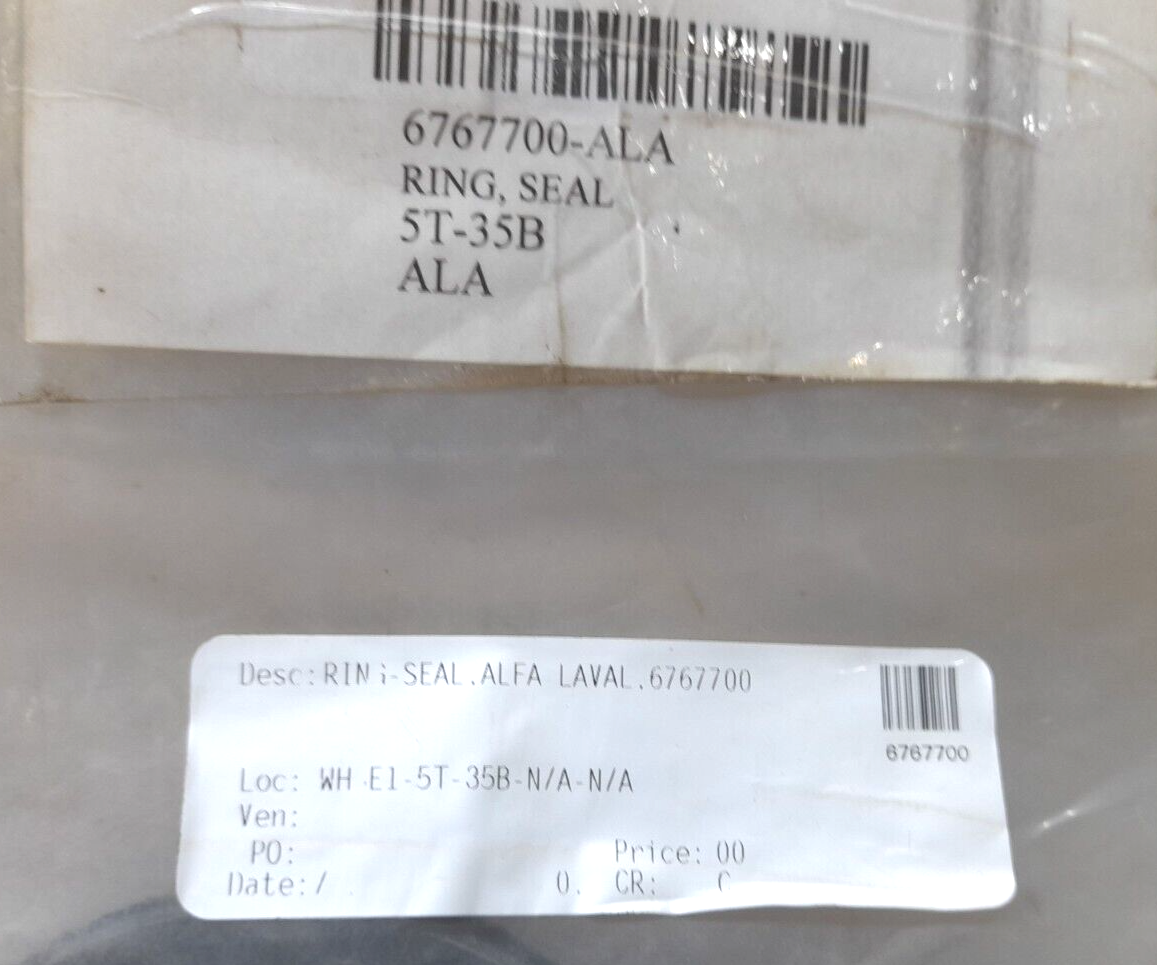 6767700-ALA
RING, SEAL
5T-35B
ALA
Desc:RING-SEAL,ALFA LAVAL,6767700
6767700
Loc: WH-E1-5T-35B-N/A-N/A
Ven:
PO: Price: 00
Date:/ 0. CR: